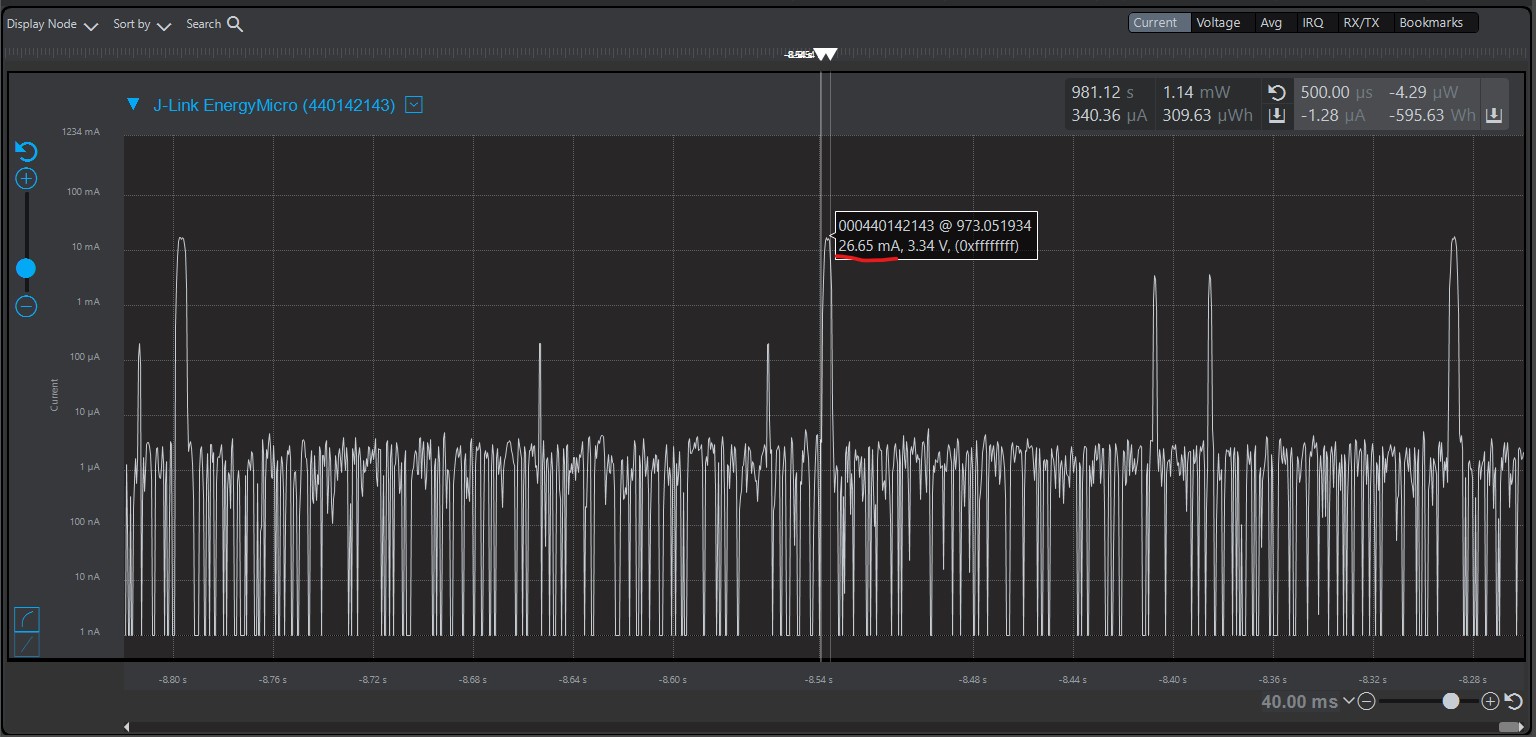 Display Node Sort by Search Current Voltage Avg IRQ RX/TX Bookmarks
J-Link EnergyMicro (440142143)
981.12 s 1.14 mW 500.00 µs -4.29 µW
340.36 µA 309.63 µWh -1.28 µA -595.63 Wh
1234 mA
100 mA
10 mA
1 mA
100 µA
10 µA
1 µA
100 nA
10 nA
1 nA
Current
000440142143 @ 973.051934
26.65 mA, 3.34 V, (0xffffffff)
-8.80 s -8.76 s -8.72 s -8.68 s -8.64 s -8.60 s -8.54 s -8.48 s -8.44 s -8.40 s -8.36 s -8.32 s -8.28 s
40.00 ms